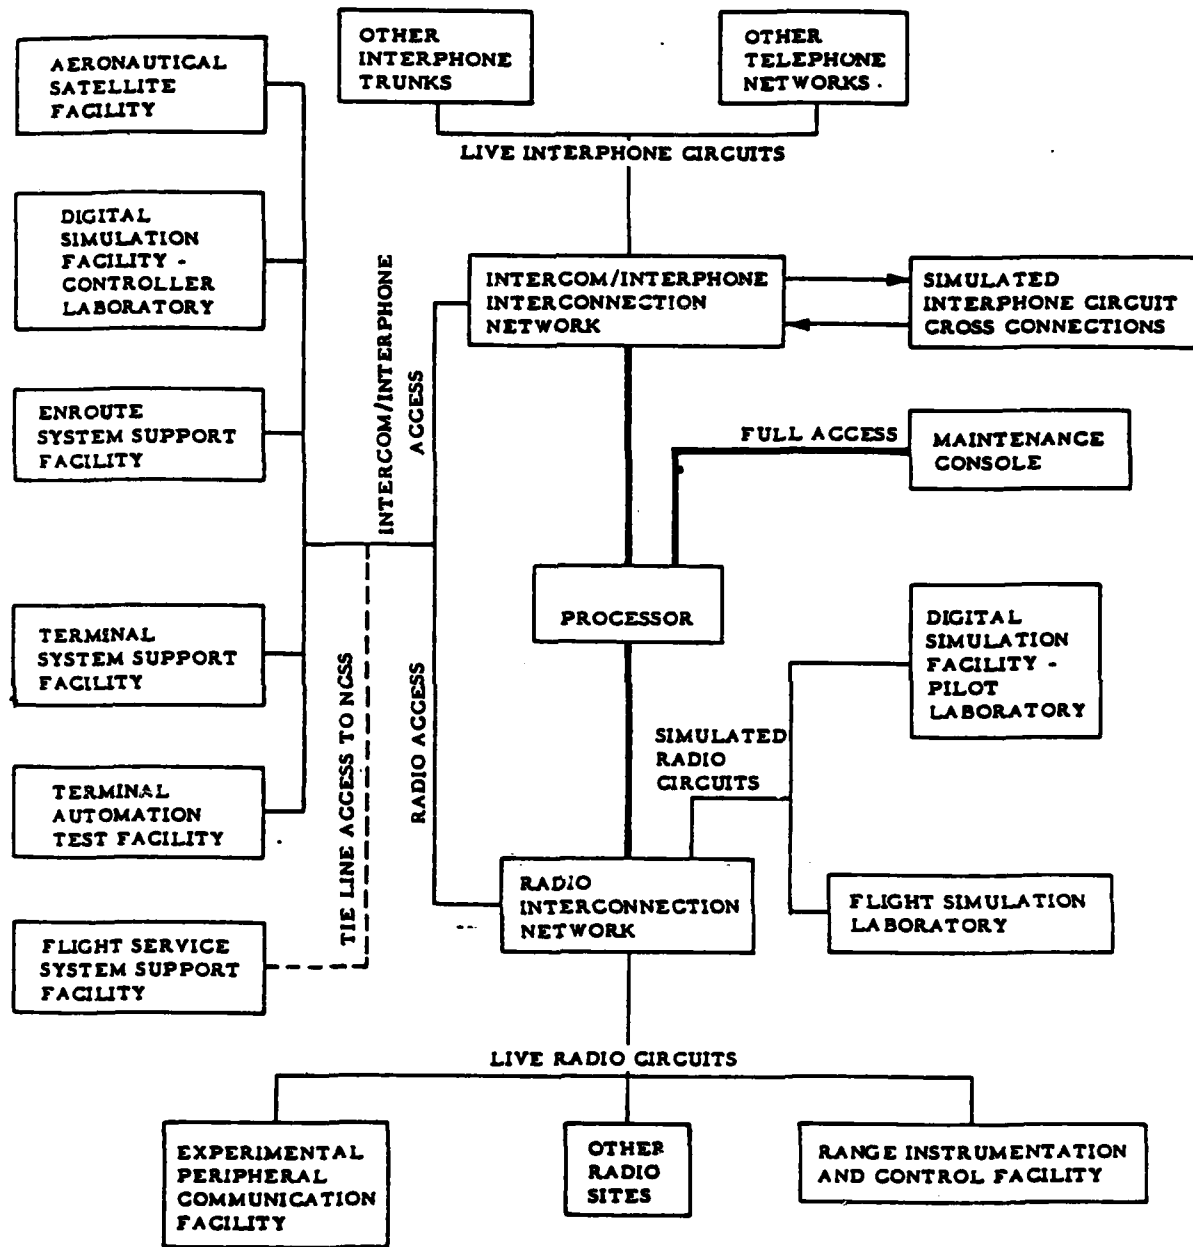 AERONAUTICAL
SATELLITE
FACILITY
OTHER
INTERPHONE
TRUNKS
OTHER
TELEPHONE
NETWORKS
LIVE INTERPHONE CIRCUITS
DIGITAL
SIMULATION
FACILITY -
CONTROLLER
LABORATORY
INTERCOM/INTERPHONE
INTERCONNECTION
NETWORK
SIMULATED
INTERPHONE CIRCUIT
CROSS CONNECTIONS
INTERCOM/INTERPHONE
ACCESS
ENROUTE
SYSTEM SUPPORT
FACILITY
FULL ACCESS
MAINTENANCE
CONSOLE
PROCESSOR
TERMINAL
SYSTEM SUPPORT
FACILITY
DIGITAL
SIMULATION
FACILITY -
PILOT
LABORATORY
TIE LINE ACCESS TO NCSS
RADIO ACCESS
SIMULATED
RADIO
CIRCUITS
TERMINAL
AUTOMATION
TEST FACILITY
RADIO
INTERCONNECTION
NETWORK
FLIGHT SIMULATION
LABORATORY
FLIGHT SERVICE
SYSTEM SUPPORT
FACILITY
LIVE RADIO CIRCUITS
EXPERIMENTAL
PERIPHERAL
COMMUNICATION
FACILITY
OTHER
RADIO
SITES
RANGE INSTRUMENTATION
AND CONTROL FACILITY